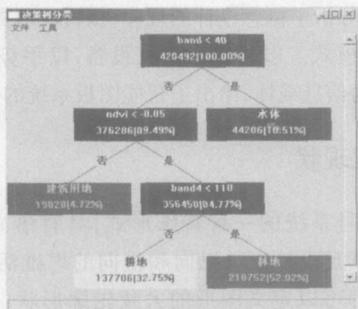 决策树分类
文件 工具
band < 40
420492[100.00%]
否 是
ndvi < -0.05
376286[89.49%]
水体
44206[10.51%]
否 是
建筑用地
19828[4.72%]
band4 < 110
356458[84.77%]
否 是
耕地
137706[32.75%]
林地
218752[52.02%]